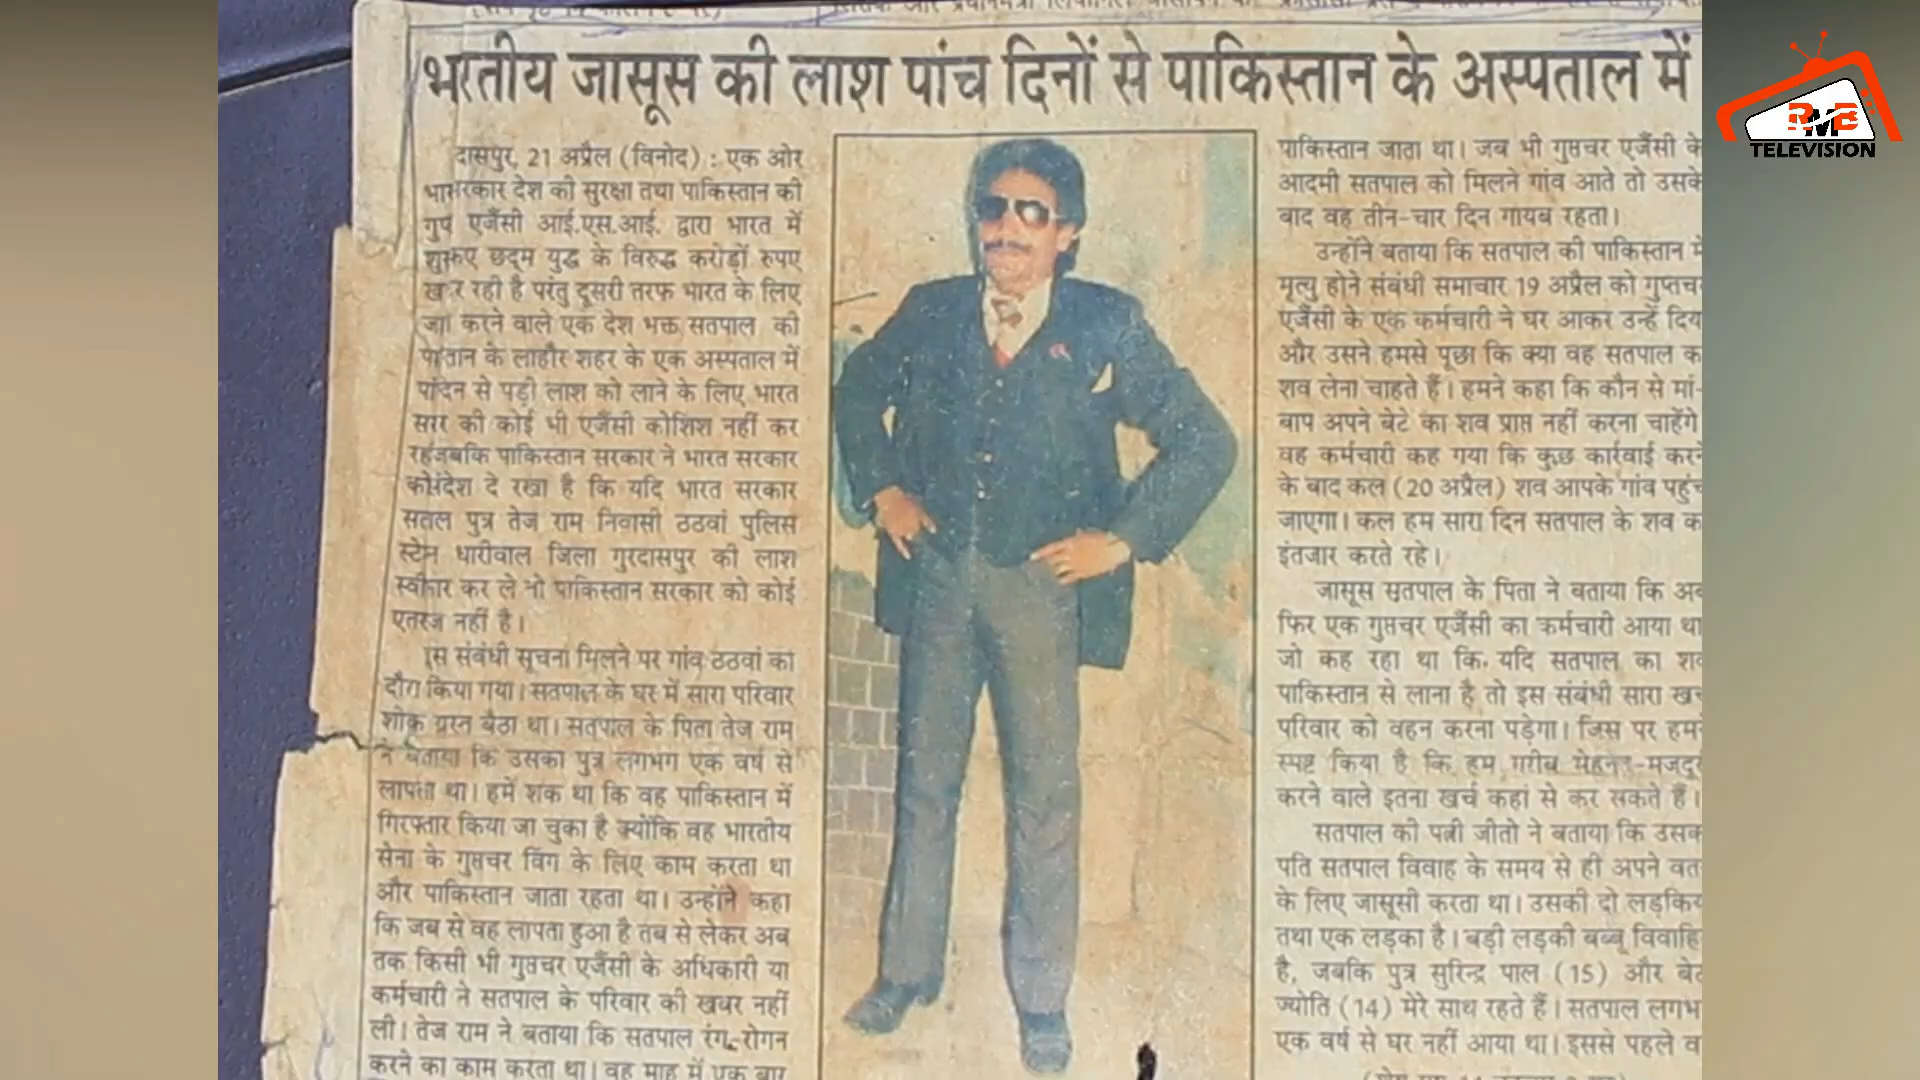 भारतीय जासूस की लाश पांच दिनों से पाकिस्तान के अस्पताल में
दासपुर, 21 अप्रैल (विनोद) : एक ओर
सरकार देश की सुरक्षा तथा पाकिस्तान की
एजैंसी आई.एस.आई. द्वारा भारत में
छद्म युद्ध के विरुद्ध करोड़ों रुपए
रही है परंतु दूसरी तरफ भारत के लिए
करने वाले एक देश भक्त सतपाल की
के लाहौर शहर के एक अस्पताल में
से पड़ी लाश को लाने के लिए भारत
की कोई भी एजैंसी कोशिश नहीं कर
जबकि पाकिस्तान सरकार ने भारत सरकार
संदेश दे रखा है कि यदि भारत सरकार
पुत्र तेज राम निवासी ठठवां पुलिस
धारीवाल जिला गुरदासपुर की लाश
कर ले तो पाकिस्तान सरकार को कोई
नहीं है।
संबंधी सूचना मिलने पर गांव ठठवां का
दौरा किया गया। सतपाल के घर में सारा परिवार
शोक ग्रस्त बैठा था। सतपाल के पिता तेज राम
ने बताया कि उसका पुत्र लगभग एक वर्ष से
लापता था। हमें शक था कि वह पाकिस्तान में
गिरफ्तार किया जा चुका है क्योंकि वह भारतीय
सेना के गुप्तचर विंग के लिए काम करता था
और पाकिस्तान जाता रहता था। उन्होंने कहा
कि जब से वह लापता हुआ है तब से लेकर अब
तक किसी भी गुप्तचर एजैंसी के अधिकारी या
कर्मचारी ने सतपाल के परिवार की खबर नहीं
ली। तेज राम ने बताया कि सतपाल रंग-रोगन
करने का काम करता था। वह माह में एक बार
पाकिस्तान जाता था। जब भी गुप्तचर एजैंसी के
आदमी सतपाल को मिलने गांव आते तो उसके
बाद वह तीन-चार दिन गायब रहता।
उन्होंने बताया कि सतपाल की पाकिस्तान में
मृत्यु होने संबंधी समाचार 19 अप्रैल को गुप्तच
एजैंसी के एक कर्मचारी ने घर आकर उन्हें दिय
और उसने हमसे पूछा कि क्या वह सतपाल क
शव लेना चाहते हैं। हमने कहा कि कौन से मां-
बाप अपने बेटे का शव प्राप्त नहीं करना चाहेंगे
वह कर्मचारी कह गया कि कुछ कार्रवाई करने
के बाद कल (20 अप्रैल) शव आपके गांव पहुंच
जाएगा। कल हम सारा दिन सतपाल के शव क
इंतजार करते रहे।
जासूस सतपाल के पिता ने बताया कि अब
फिर एक गुप्तचर एजैंसी का कर्मचारी आया था
जो कह रहा था कि यदि सतपाल का शव
पाकिस्तान से लाना है तो इस संबंधी सारा खर्च
परिवार को वहन करना पड़ेगा। जिस पर हमन
स्पष्ट किया है कि हम गरीब मेहनत-मजदूर
करने वाले इतना खर्च कहां से कर सकते हैं।
सतपाल की पत्नी जीतो ने बताया कि उसक
पति सतपाल विवाह के समय से ही अपने वत
के लिए जासूसी करता था। उसकी दो लड़किय
तथा एक लड़का है। बड़ी लड़की बब्बू विवाहि
है, जबकि पुत्र सुरिन्द्र पाल (15) और बेट
ज्योति (14) मेरे साथ रहते हैं। सतपाल लगभ
एक वर्ष से घर नहीं आया था। इससे पहले व
RMB
TELEVISION